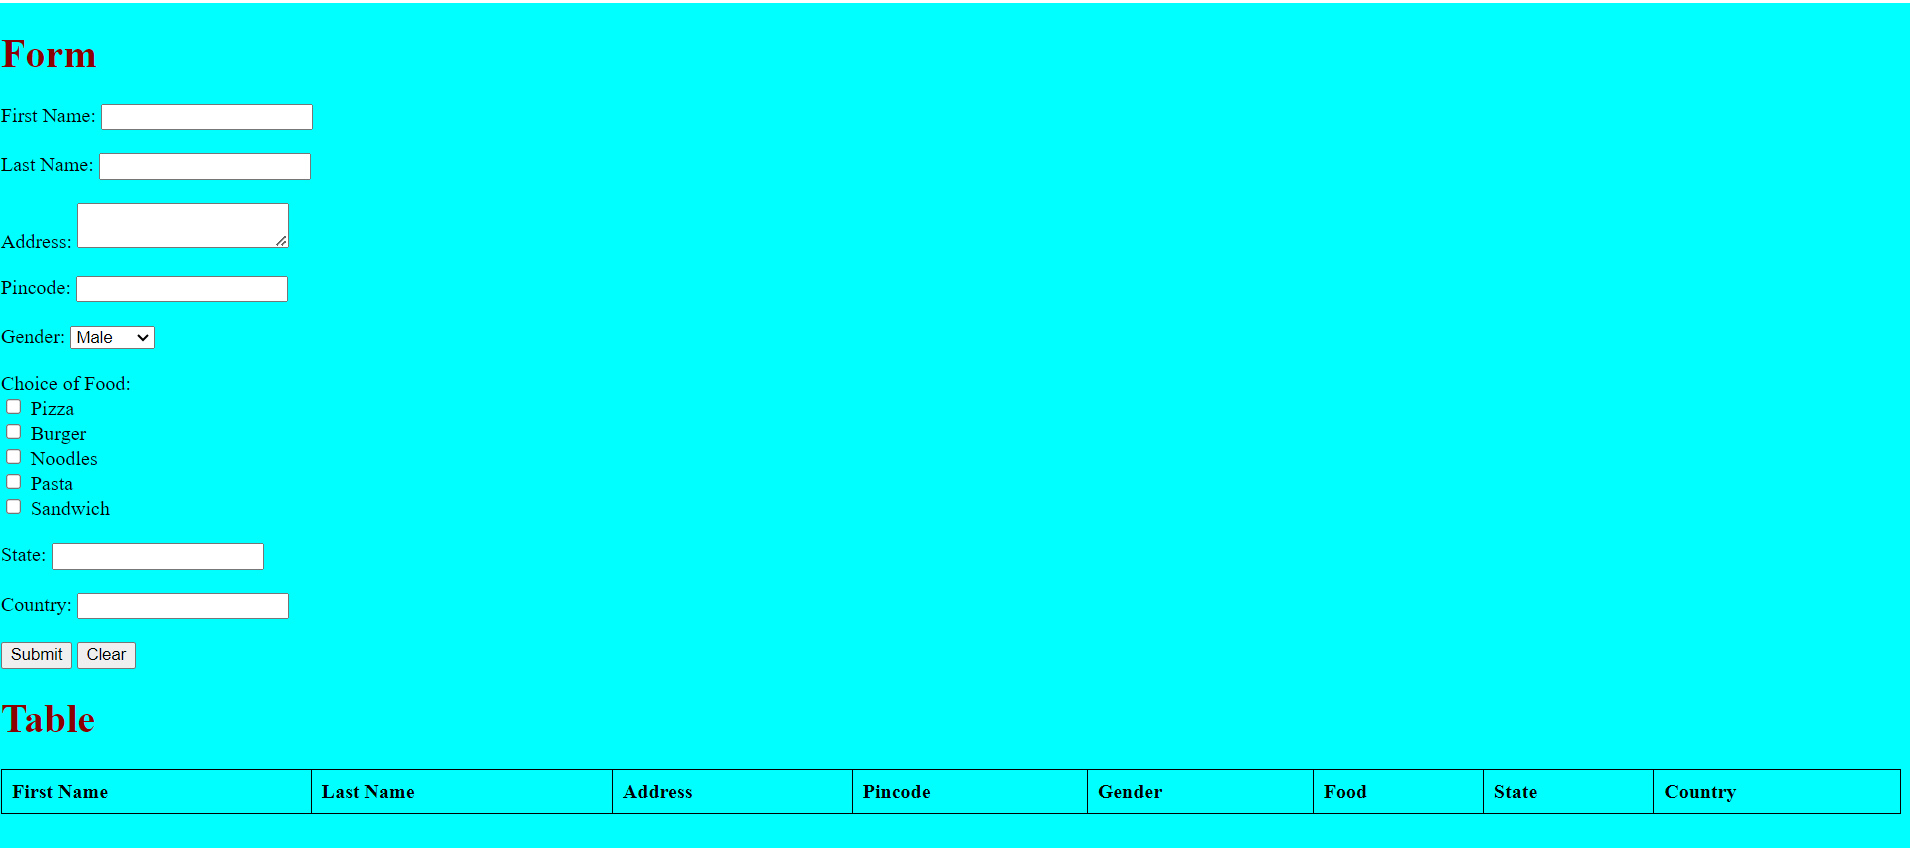 Form
First Name:
Last Name:
Address:
Pincode:
Gender: Male
Choice of Food:
Pizza
Burger
Noodles
Pasta
Sandwich
State:
Country:
Submit Clear
Table
First Name Last Name Address Pincode Gender Food State Country